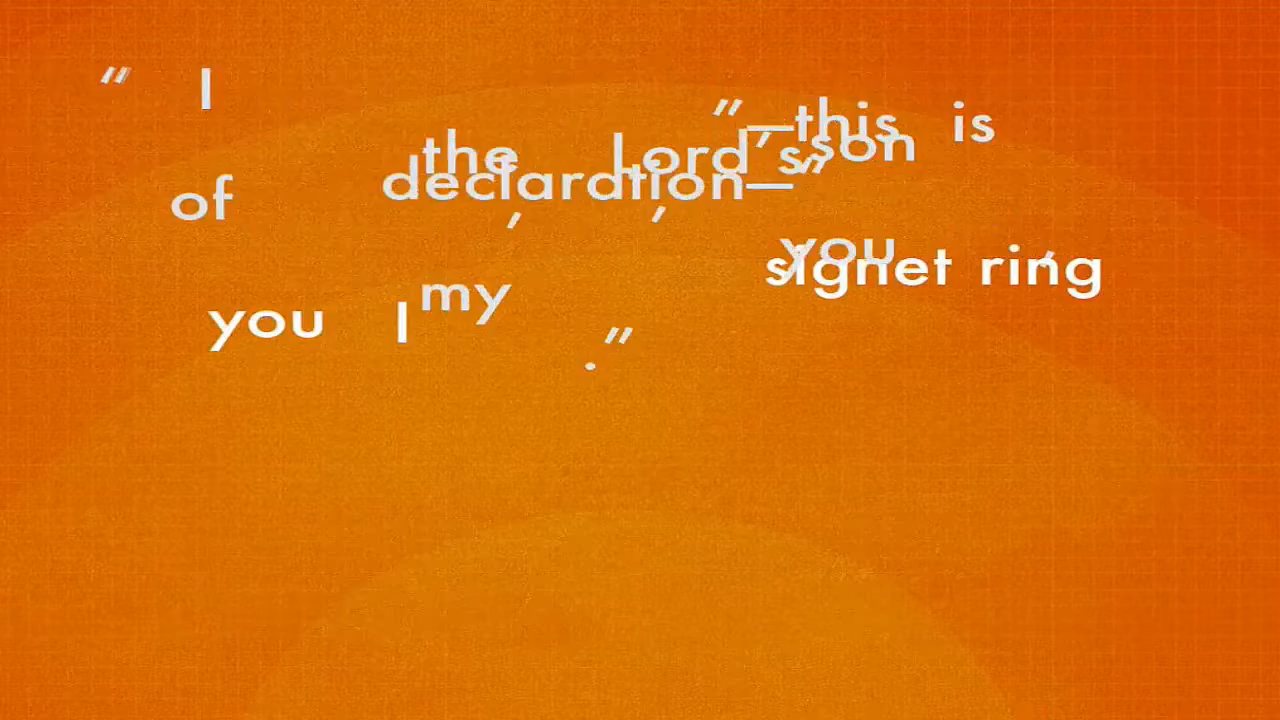 “ I
”—this is
the Lord’s son
declaration—”
of , ,
you ,
signet ring
my
you I
.”